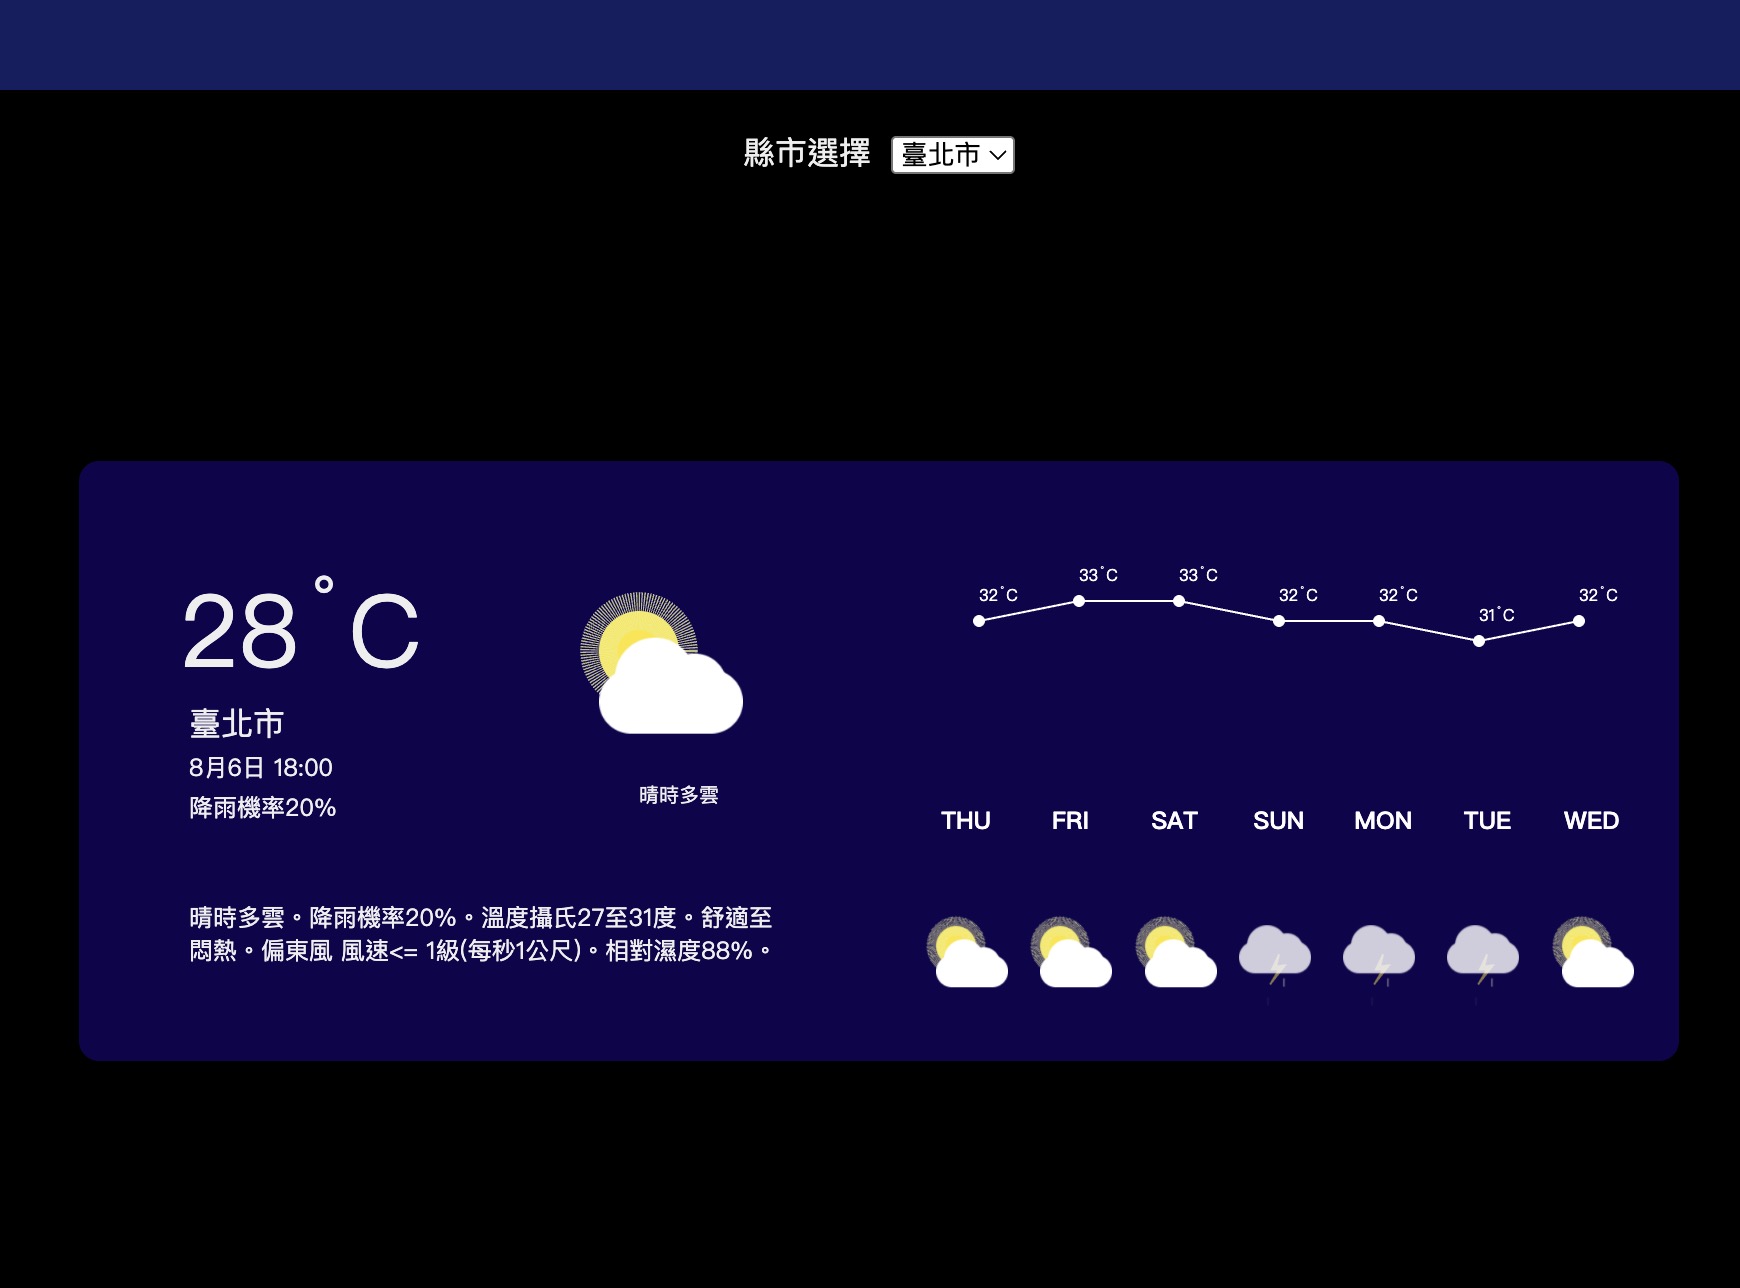 縣市選擇 臺北市
28°C
臺北市
8月6日 18:00
降雨機率20%
晴時多雲
晴時多雲。降雨機率20%。溫度攝氏27至31度。舒適至
悶熱。偏東風 風速<= 1級(每秒1公尺)。相對濕度88%。
32°C 33°C 33°C 32°C 32°C 31°C 32°C
THU FRI SAT SUN MON TUE WED